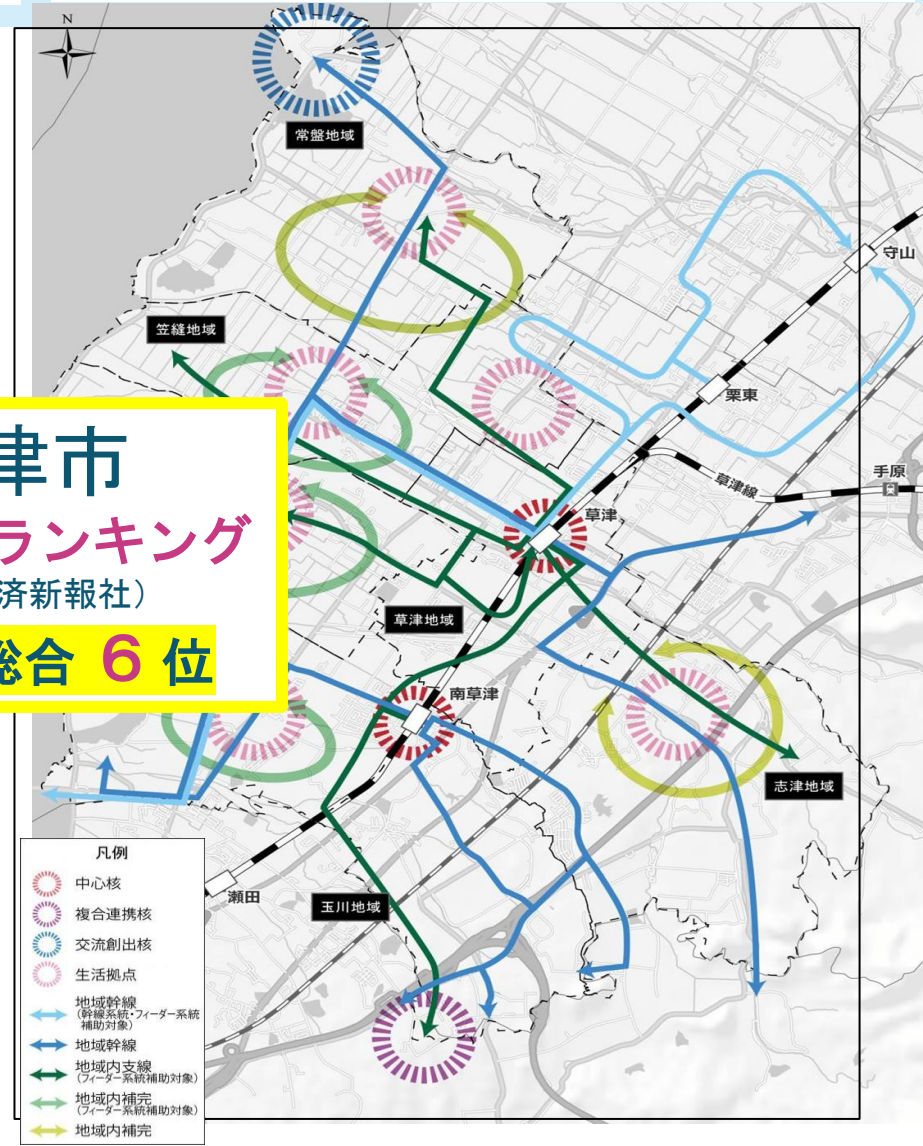 N
常盤地域
守山
笠縫地域
栗東
津市
ランキング
済新報社）
総合 6 位
手原
草津線
草津
草津地域
南草津
志津地域
瀬田
玉川地域
凡例
中心核
複合連携核
交流創出核
生活拠点
地域幹線
（幹線系統・フィーダー系統
補助対象）
地域幹線
地域内支線
（フィーダー系統補助対象）
地域内補完
（フィーダー系統補助対象）
地域内補完